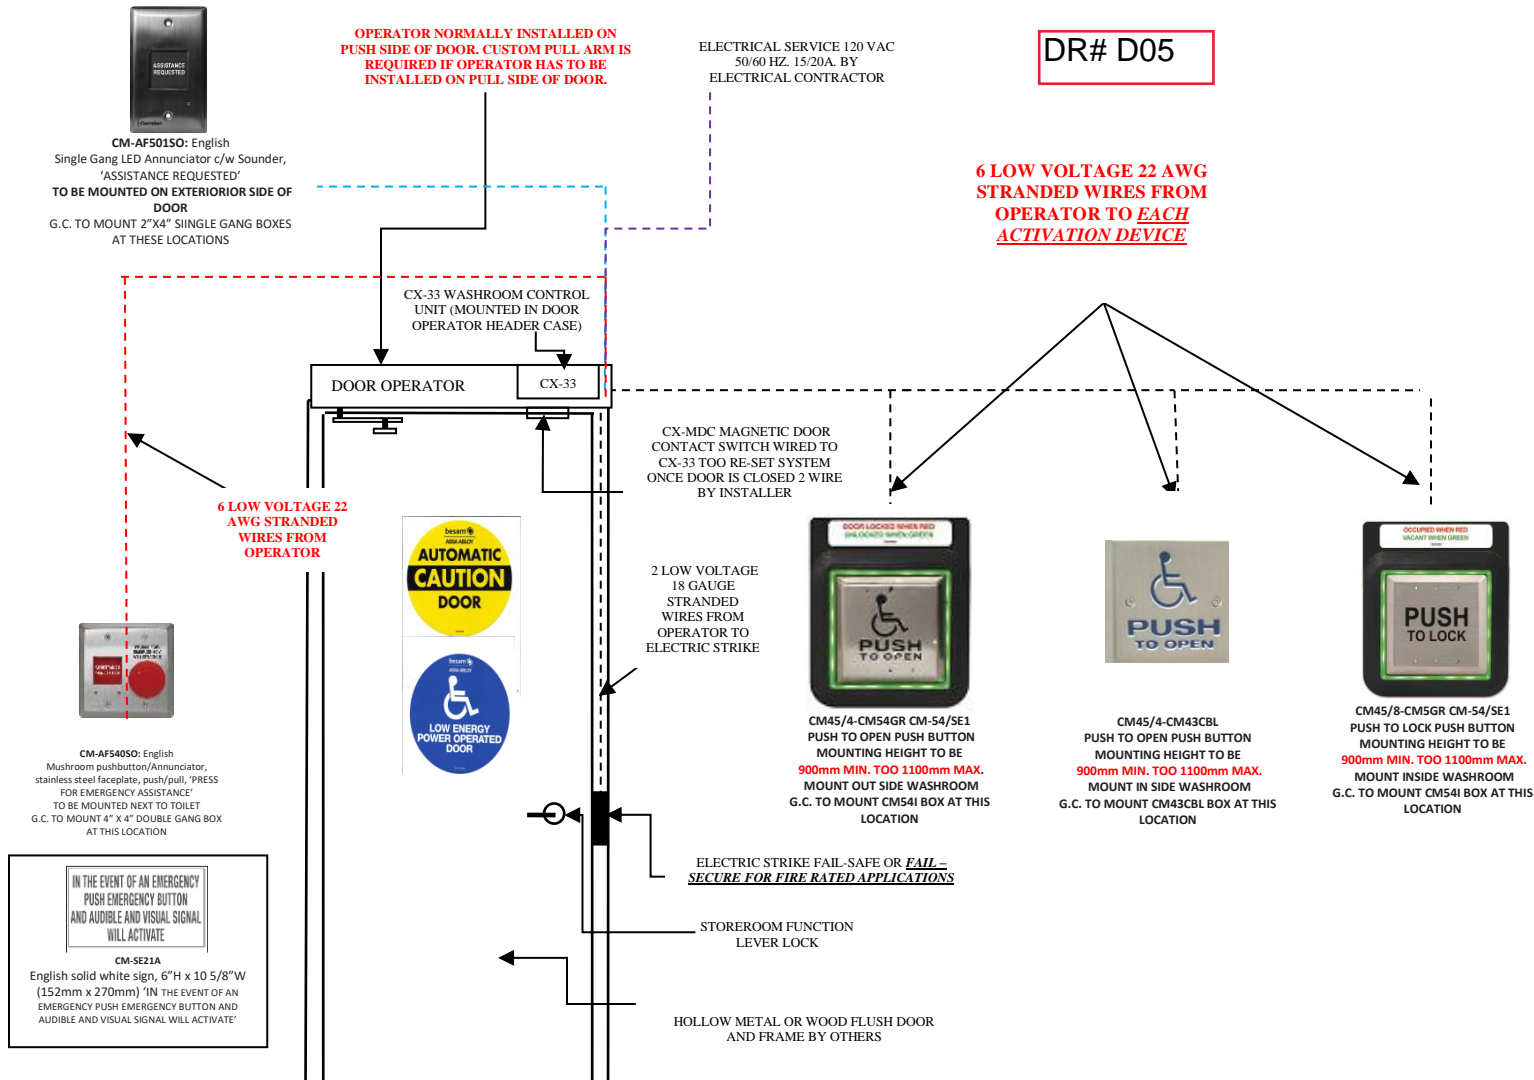 ASSISTANCE
REQUESTED
CM-AF501SO: English
Single Gang LED Annunciator c/w Sounder,
‘ASSISTANCE REQUESTED’
TO BE MOUNTED ON EXTERIORIOR SIDE OF
DOOR
G.C. TO MOUNT 2”X4” SIINGLE GANG BOXES
AT THESE LOCATIONS
OPERATOR NORMALLY INSTALLED ON
PUSH SIDE OF DOOR. CUSTOM PULL ARM IS
REQUIRED IF OPERATOR HAS TO BE
INSTALLED ON PULL SIDE OF DOOR.
ELECTRICAL SERVICE 120 VAC
50/60 HZ. 15/20A. BY
ELECTRICAL CONTRACTOR
DR# D05
6 LOW VOLTAGE 22 AWG
STRANDED WIRES FROM
OPERATOR TO EACH
ACTIVATION DEVICE
CX-33 WASHROOM CONTROL
UNIT (MOUNTED IN DOOR
OPERATOR HEADER CASE)
DOOR OPERATOR
CX-33
CX-MDC MAGNETIC DOOR
CONTACT SWITCH WIRED TO
CX-33 TOO RE-SET SYSTEM
ONCE DOOR IS CLOSED 2 WIRE
BY INSTALLER
6 LOW VOLTAGE 22
AWG STRANDED
WIRES FROM
OPERATOR
besam
ASSA ABLOY
AUTOMATIC
CAUTION
DOOR
besam
ASSA ABLOY
LOW ENERGY
POWER OPERATED
DOOR
2 LOW VOLTAGE
18 GAUGE
STRANDED
WIRES FROM
OPERATOR TO
ELECTRIC STRIKE
DOOR LOCKED WHEN RED
UNLOCKED WHEN GREEN
PUSH
TO OPEN
CM45/4-CM54GR CM-54/SE1
PUSH TO OPEN PUSH BUTTON
MOUNTING HEIGHT TO BE
900mm MIN. TOO 1100mm MAX.
MOUNT OUT SIDE WASHROOM
G.C. TO MOUNT CM54I BOX AT THIS
LOCATION
PUSH
TO OPEN
CM45/4-CM43CBL
PUSH TO OPEN PUSH BUTTON
MOUNTING HEIGHT TO BE
900mm MIN. TOO 1100mm MAX.
MOUNT IN SIDE WASHROOM
G.C. TO MOUNT CM43CBL BOX AT THIS
LOCATION
OCCUPIED WHEN RED
VACANT WHEN GREEN
PUSH
TO LOCK
CM45/8-CM5GR CM-54/SE1
PUSH TO LOCK PUSH BUTTON
MOUNTING HEIGHT TO BE
900mm MIN. TOO 1100mm MAX.
MOUNT INSIDE WASHROOM
G.C. TO MOUNT CM54I BOX AT THIS
LOCATION
CM-AF540SO: English
Mushroom pushbutton/Annunciator,
stainless steel faceplate, push/pull, ‘PRESS
FOR EMERGENCY ASSISTANCE’
TO BE MOUNTED NEXT TO TOILET
G.C. TO MOUNT 4” X 4” DOUBLE GANG BOX
AT THIS LOCATION
IN THE EVENT OF AN EMERGENCY
PUSH EMERGENCY BUTTON
AND AUDIBLE AND VISUAL SIGNAL
WILL ACTIVATE
CM-SE21A
English solid white sign, 6”H x 10 5/8”W
(152mm x 270mm) ‘IN THE EVENT OF AN
EMERGENCY PUSH EMERGENCY BUTTON AND
AUDIBLE AND VISUAL SIGNAL WILL ACTIVATE’
ELECTRIC STRIKE FAIL-SAFE OR FAIL –
SECURE FOR FIRE RATED APPLICATIONS
STOREROOM FUNCTION
LEVER LOCK
HOLLOW METAL OR WOOD FLUSH DOOR
AND FRAME BY OTHERS